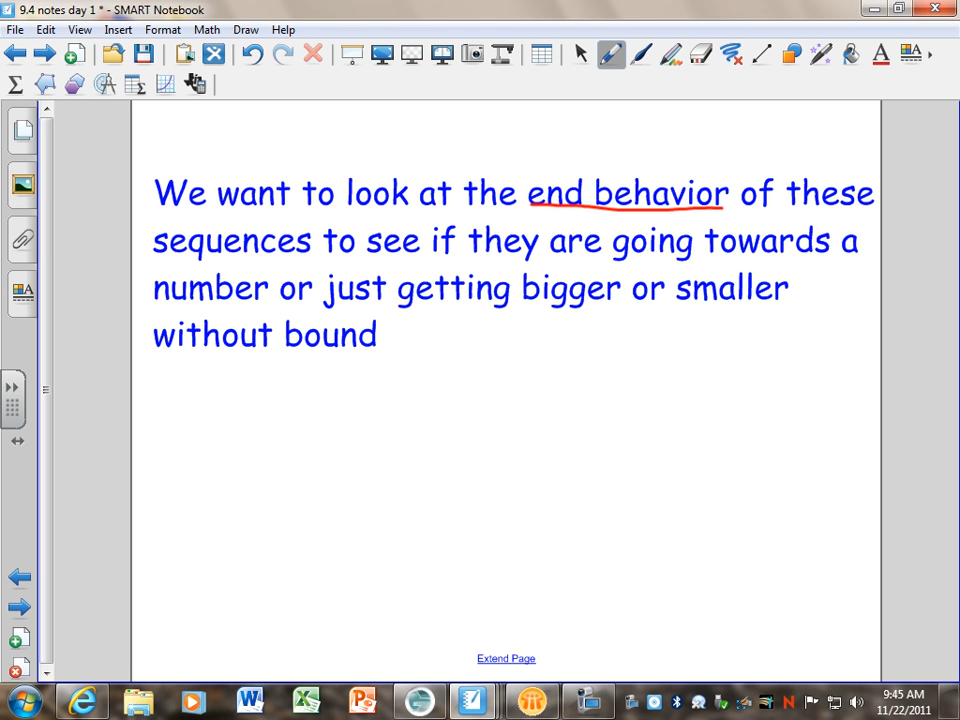 9.4 notes day 1 * - SMART Notebook
File Edit View Insert Format Math Draw Help
We want to look at the end behavior of these
sequences to see if they are going towards a
number or just getting bigger or smaller
without bound
Extend Page
9:45 AM
11/22/2011